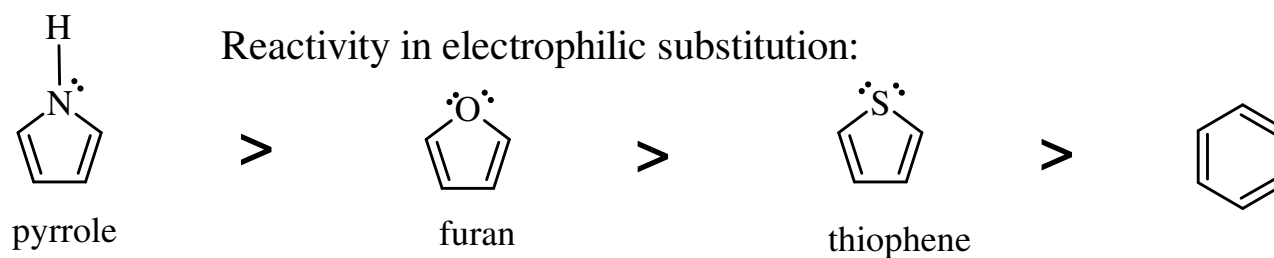 H
Reactivity in electrophilic substitution:
N O S
> > >
pyrrole furan thiophene